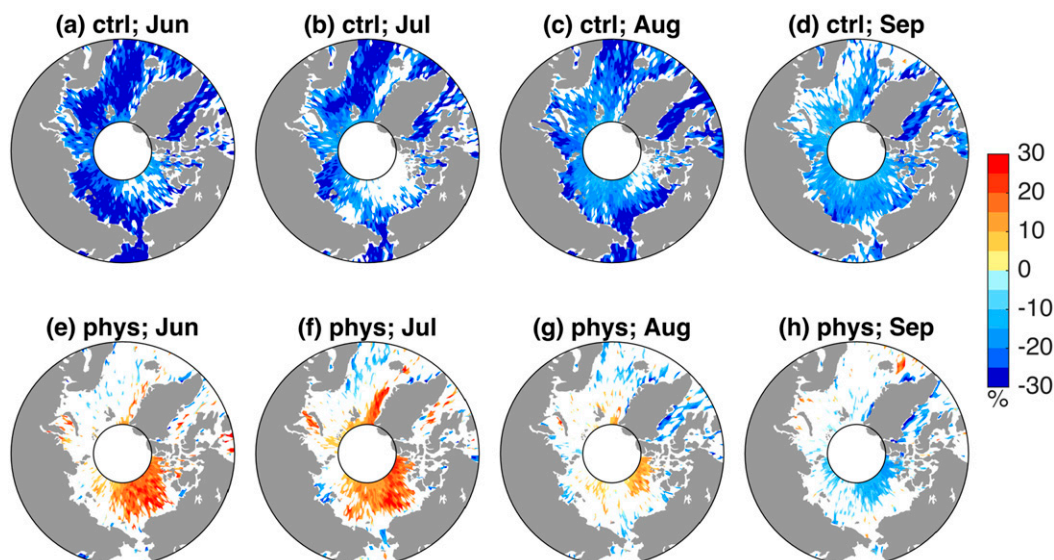 (a) ctrl; Jun
(b) ctrl; Jul
(c) ctrl; Aug
(d) ctrl; Sep
30
20
10
0
-10
-20
-30
%
(e) phys; Jun
(f) phys; Jul
(g) phys; Aug
(h) phys; Sep